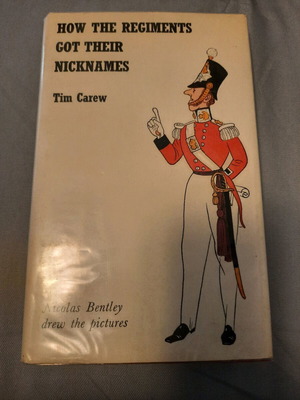 HOW THE REGIMENTS
GOT THEIR
NICKNAMES
Tim Carew
Nicolas Bentley
drew the pictures